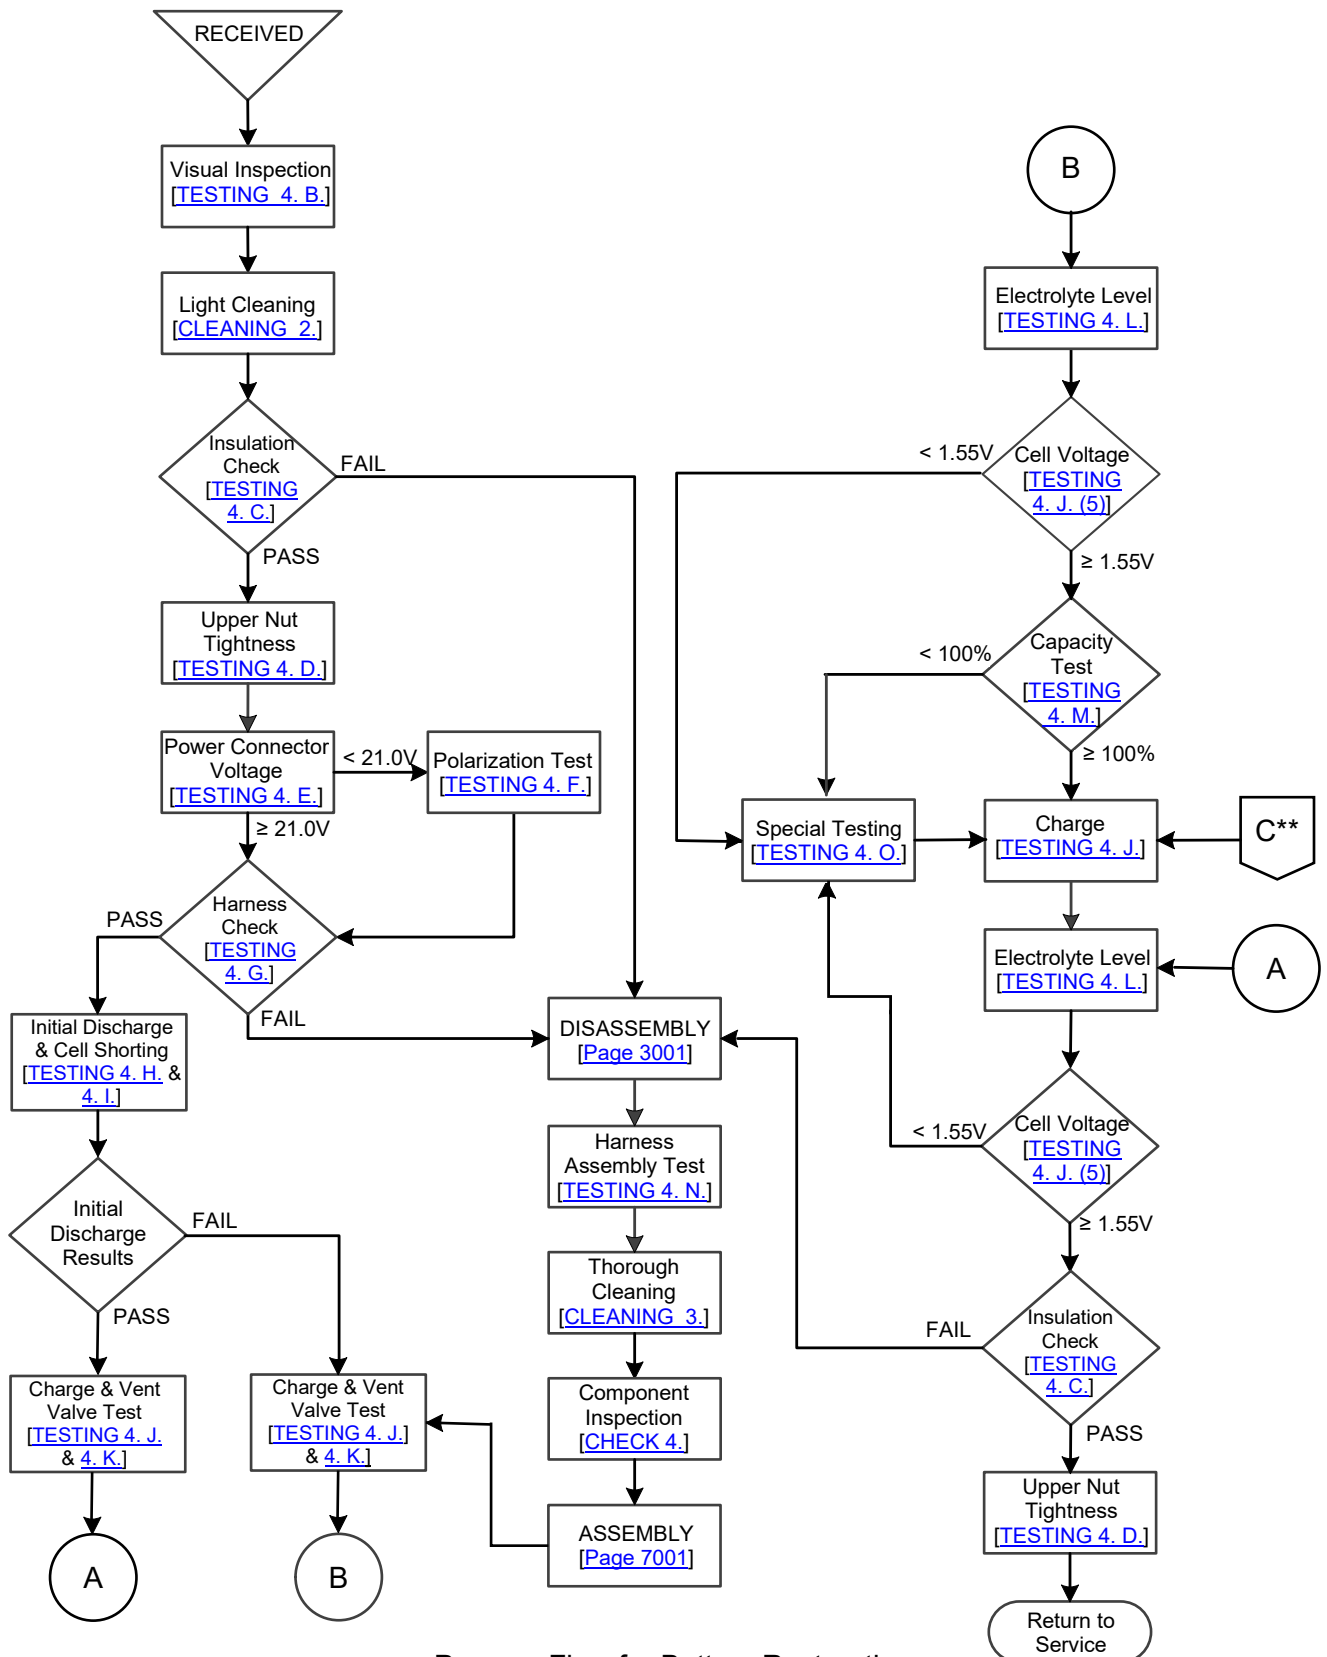 RECEIVED
Visual Inspection
[TESTING 4. B.]
Light Cleaning
[CLEANING 2.]
Insulation
Check
[TESTING
4. C.]
FAIL
PASS
Upper Nut
Tightness
[TESTING 4. D.]
Power Connector
Voltage
[TESTING 4. E.]
< 21.0V
Polarization Test
[TESTING 4. F.]
≥ 21.0V
PASS
Harness
Check
[TESTING
4. G.]
FAIL
Initial Discharge
& Cell Shorting
[TESTING 4. H. &
4. I.]
Initial
Discharge
Results
FAIL
PASS
Charge & Vent
Valve Test
[TESTING 4. J.
& 4. K.]
A
Charge & Vent
Valve Test
[TESTING 4. J.]
& 4. K.]
B
DISASSEMBLY
[Page 3001]
Harness
Assembly Test
[TESTING 4. N.]
Thorough
Cleaning
[CLEANING 3.]
Component
Inspection
[CHECK 4.]
ASSEMBLY
[Page 7001]
B
Electrolyte Level
[TESTING 4. L.]
< 1.55V
Cell Voltage
[TESTING
4. J. (5)]
≥ 1.55V
< 100%
Capacity
Test
[TESTING
4. M.]
≥ 100%
Special Testing
[TESTING 4. O.]
Charge
[TESTING 4. J.]
C**
Electrolyte Level
[TESTING 4. L.]
A
< 1.55V
Cell Voltage
[TESTING
4. J. (5)]
≥ 1.55V
FAIL
Insulation
Check
[TESTING
4. C.]
PASS
Upper Nut
Tightness
[TESTING 4. D.]
Return to
Service